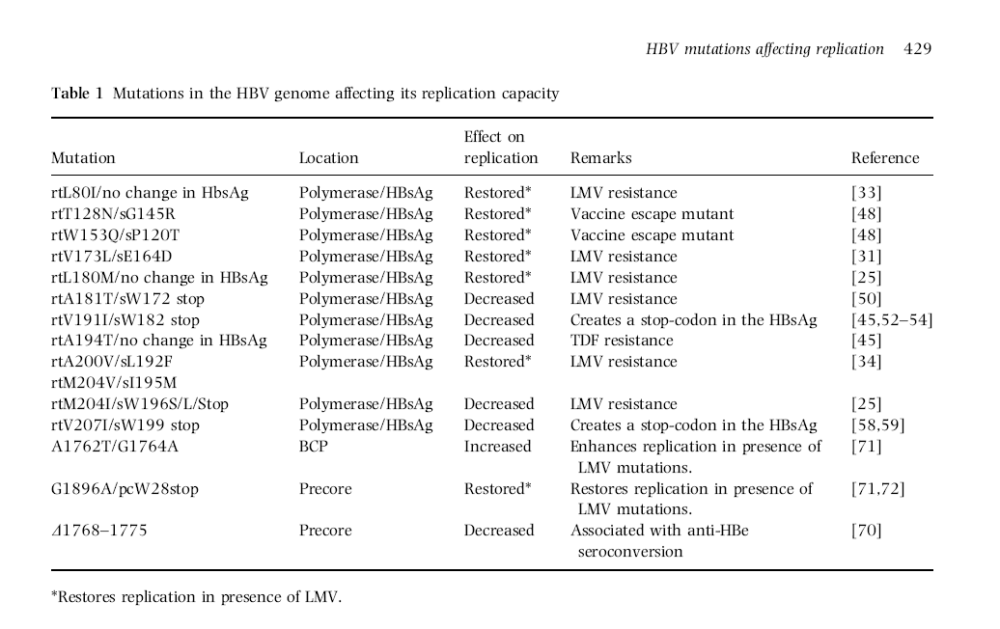 HBV mutations affecting replication 429
Table 1 Mutations in the HBV genome affecting its replication capacity
Effect on
Mutation Location replication Remarks Reference
rtL80I/no change in HbsAg Polymerase/HBsAg Restored* LMV resistance [33]
rtT128N/sG145R Polymerase/HBsAg Restored* Vaccine escape mutant [48]
rtW153Q/sP120T Polymerase/HBsAg Restored* Vaccine escape mutant [48]
rtV173L/sE164D Polymerase/HBsAg Restored* LMV resistance [31]
rtL180M/no change in HBsAg Polymerase/HBsAg Restored* LMV resistance [25]
rtA181T/sW172 stop Polymerase/HBsAg Decreased LMV resistance [50]
rtV191I/sW182 stop Polymerase/HBsAg Decreased Creates a stop-codon in the HBsAg [45,52–54]
rtA194T/no change in HBsAg Polymerase/HBsAg Decreased TDF resistance [45]
rtA200V/sL192F Polymerase/HBsAg Restored* LMV resistance [34]
rtM204V/sI195M
rtM204I/sW196S/L/Stop Polymerase/HBsAg Decreased LMV resistance [25]
rtV207I/sW199 stop Polymerase/HBsAg Decreased Creates a stop-codon in the HBsAg [58,59]
A1762T/G1764A BCP Increased Enhances replication in presence of [71]
LMV mutations.
G1896A/pcW28stop Precore Restored* Restores replication in presence of [71,72]
LMV mutations.
Δ1768–1775 Precore Decreased Associated with anti-HBe [70]
seroconversion
*Restores replication in presence of LMV.